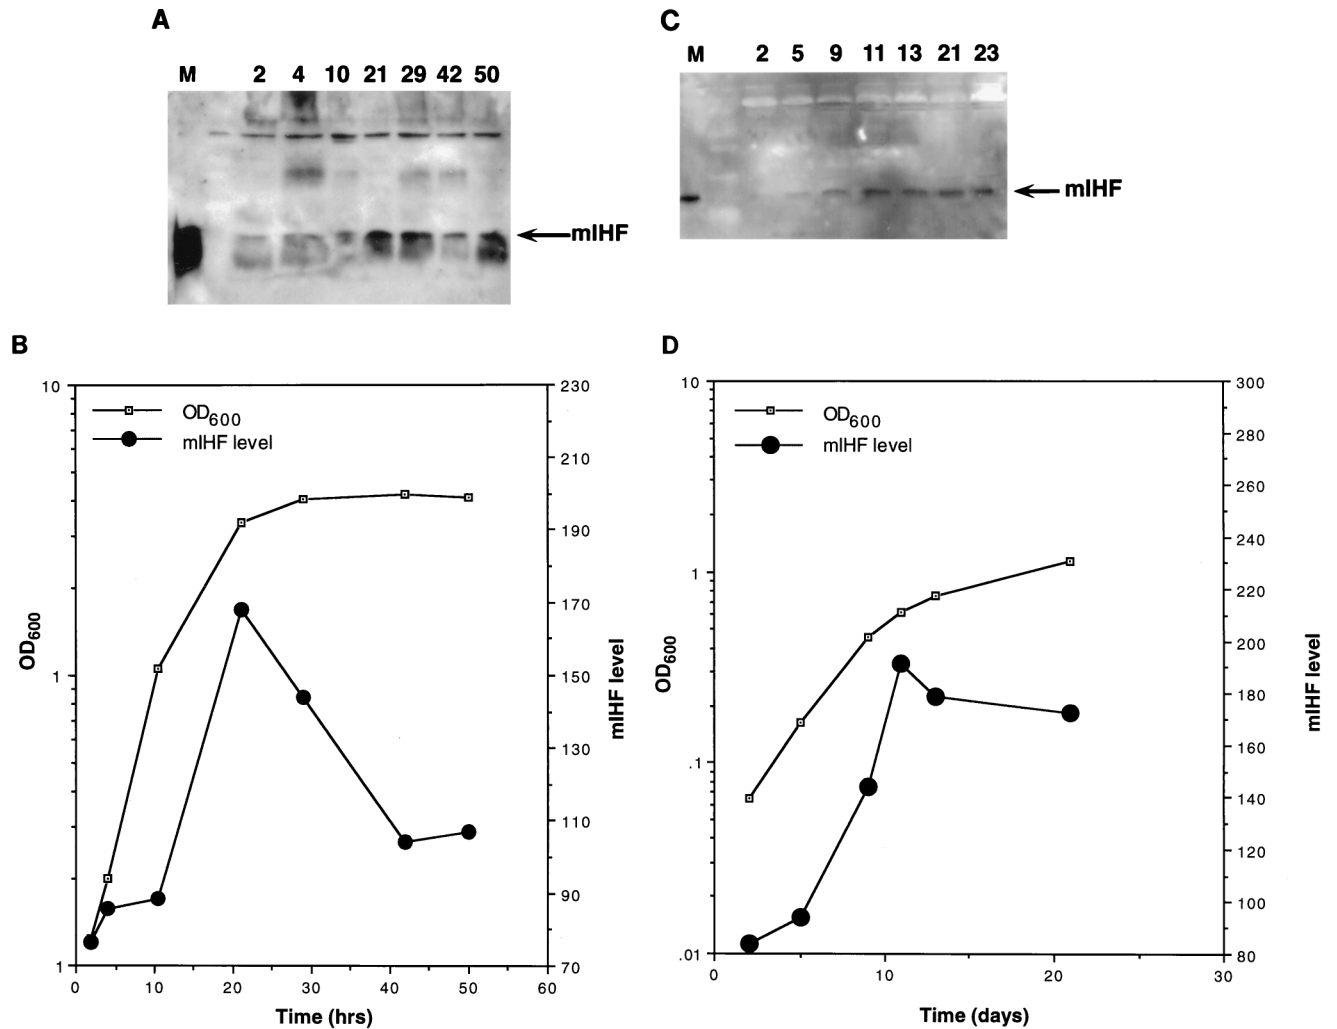 A
M 2 4 10 21 29 42 50
mIHF
C
M 2 5 9 11 13 21 23
mIHF
B
OD600
mIHF level
10
1
1
OD600
230
210
190
170
150
130
110
90
70
mIHF level
0 10 20 30 40 50 60
Time (hrs)
D
OD600
mIHF level
10
1
.1
.01
OD600
300
280
260
240
220
200
180
160
140
120
100
80
mIHF level
0 10 20 30
Time (days)